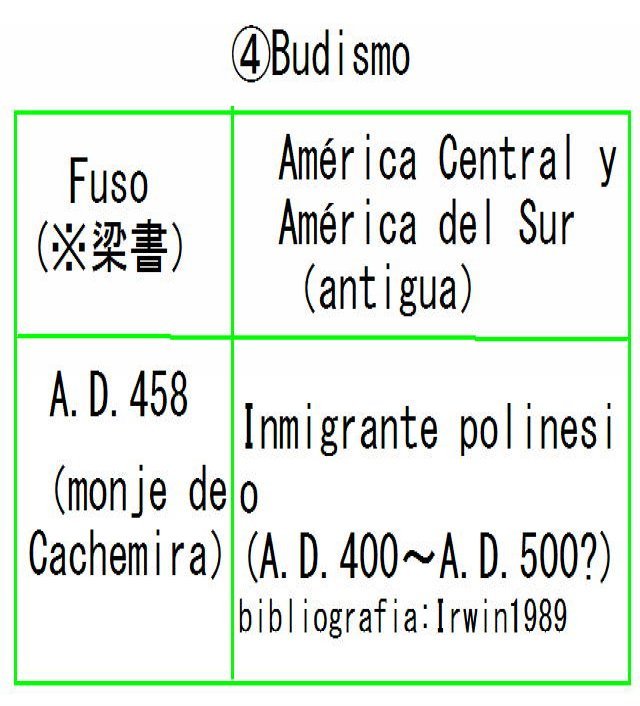 ④Budismo
Fuso
(※梁書)
América Central y
América del Sur
(antigua)
A.D.458
(monje de
Cachemira)
Inmigrante polinesi
o
(A.D.400～A.D.500?)
bibliografia:Irwin1989